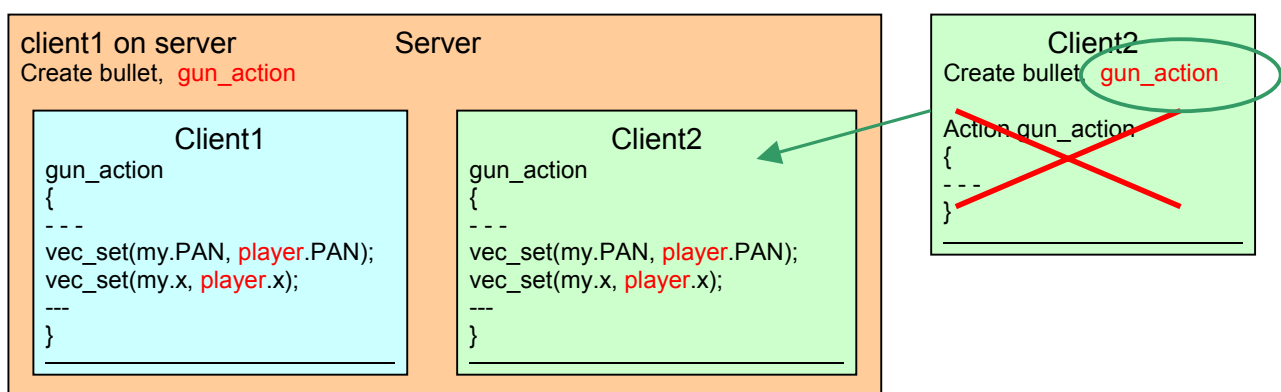 client1 on server Server
Create bullet, gun_action
Client1
gun_action
{
- - -
vec_set(my.PAN, player.PAN);
vec_set(my.x, player.x);
---
}
Client2
gun_action
{
- - -
vec_set(my.PAN, player.PAN);
vec_set(my.x, player.x);
---
}
Client2
Create bullet, gun_action
Action gun_action
{
- - -
}